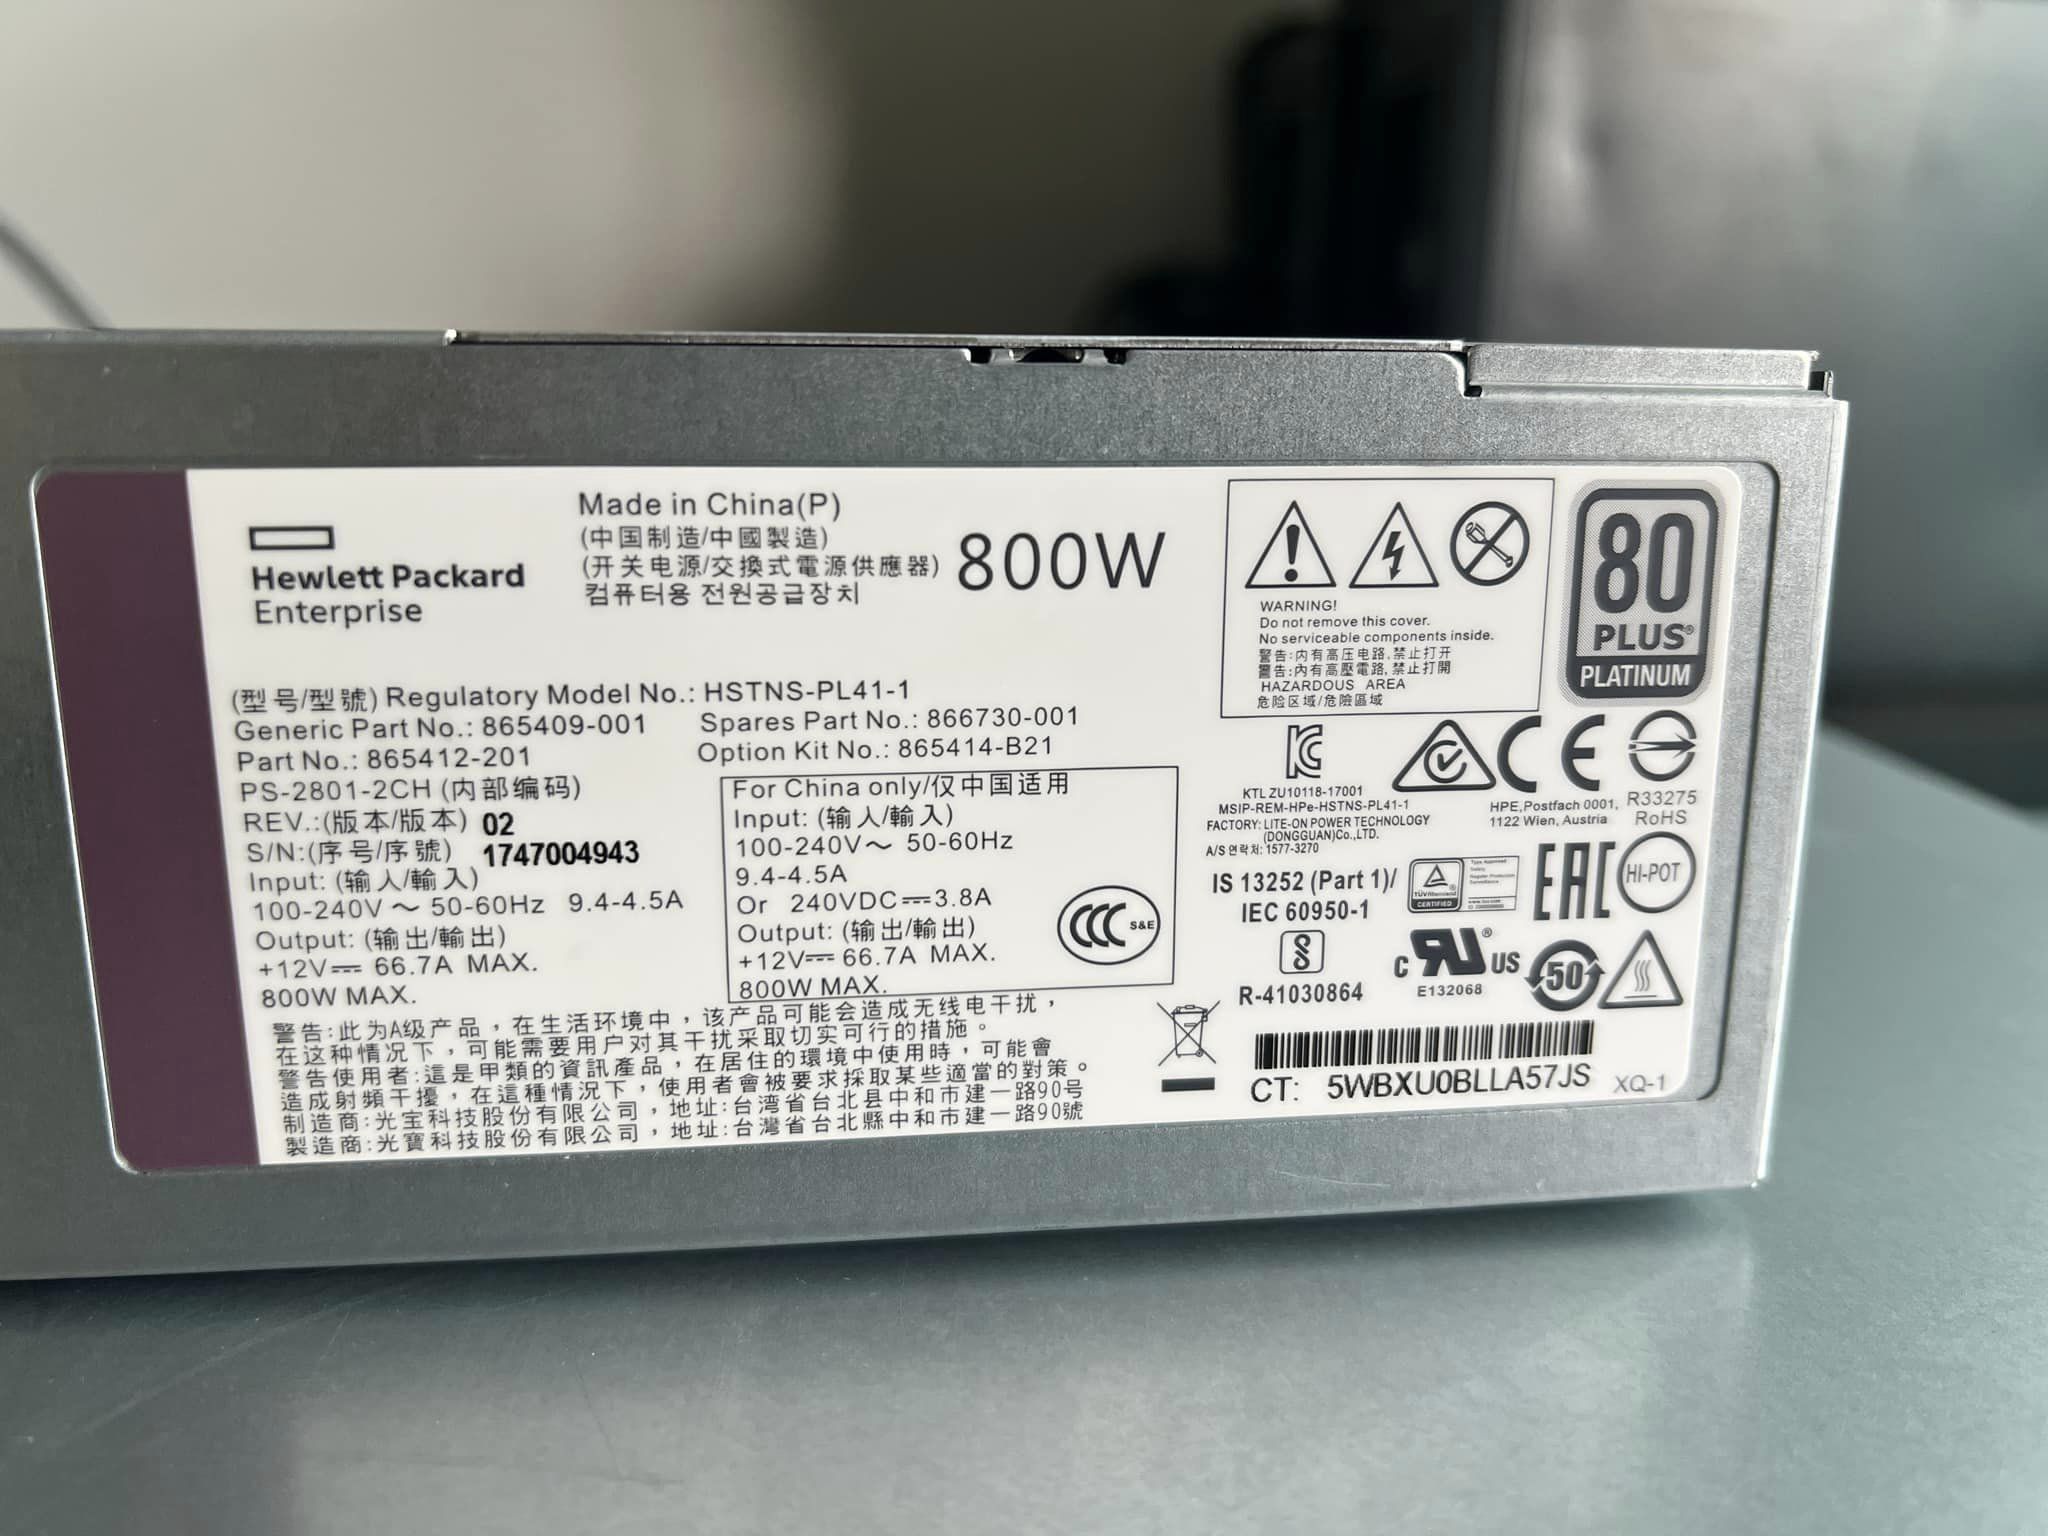 Hewlett Packard
Enterprise
Made in China(P)
(中国制造/中國製造)
(开关电源/交換式電源供應器)
컴퓨터용 전원공급장치
800W
(型号/型號) Regulatory Model No.: HSTNS-PL41-1
Generic Part No.: 865409-001 Spares Part No.: 866730-001
Part No.: 865412-201 Option Kit No.: 865414-B21
PS-2801-2CH (内部编码)
REV.:(版本/版本) 02
S/N:(序号/序號) 1747004943
Input: (输入/輸入)
100-240V～ 50-60Hz 9.4-4.5A
Output: (输出/輸出)
+12V⎓ 66.7A MAX.
800W MAX.
For China only/仅中国适用
Input: (输入/輸入)
100-240V～ 50-60Hz
9.4-4.5A
Or 240VDC⎓3.8A
Output: (输出/輸出)
+12V⎓ 66.7A MAX.
800W MAX.
CCC S&E
警告:此为A级产品，在生活环境中，该产品可能会造成无线电干扰，
在这种情况下，可能需要用户对其干扰采取切实可行的措施。
警告使用者:這是甲類的資訊產品，在居住的環境中使用時，可能會
造成射頻干擾，在這種情況下，使用者會被要求採取某些適當的對策。
制造商:光宝科技股份有限公司，地址:台湾省台北县中和市建一路90号
製造商:光寶科技股份有限公司，地址:台灣省台北縣中和市建一路90號
WARNING!
Do not remove this cover.
No serviceable components inside.
警告:内有高压电路,禁止打开
警告:內有高壓電路,禁止打開
HAZARDOUS AREA
危险区域/危險區域
80
PLUS®
PLATINUM
KTL ZU10118-17001
MSIP-REM-HPe-HSTNS-PL41-1
FACTORY: LITE-ON POWER TECHNOLOGY
(DONGGUAN)Co.,LTD.
A/S 연락처: 1577-3270
CE
HPE,Postfach 0001,
1122 Wien, Austria
R33275
RoHS
IS 13252 (Part 1)/
IEC 60950-1
R-41030864
TÜVRheinland
CERTIFIED
Type Approved
Safety
Regular Production
Surveillance
EAC
HI-POT
c RU® US
E132068
50
CT: 5WBXU0BLLA57JS XQ-1